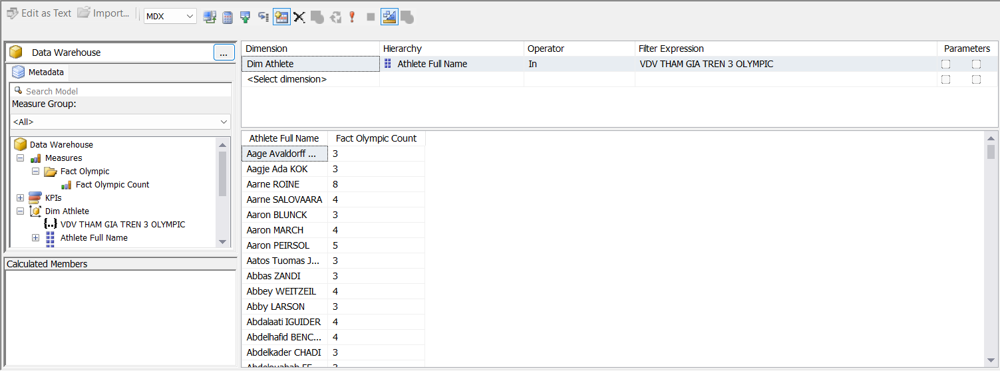 Edit as Text Import... MDX
Data Warehouse ...
Metadata
Search Model
Measure Group:
<All>
Data Warehouse
Measures
Fact Olympic
Fact Olympic Count
KPIs
Dim Athlete
VDV THAM GIA TREN 3 OLYMPIC
Athlete Full Name
Calculated Members
Dimension Hierarchy Operator Filter Expression Parameters
Dim Athlete Athlete Full Name In VDV THAM GIA TREN 3 OLYMPIC
<Select dimension>
Athlete Full Name Fact Olympic Count
Aage Avaldorff ... 3
Aagje Ada KOK 3
Aarne ROINE 8
Aarne SALOVAARA 4
Aaron BLUNCK 3
Aaron MARCH 4
Aaron PEIRSOL 5
Aatos Tuomas J... 3
Abbas ZANDI 3
Abbey WEITZEIL 4
Abby LARSON 3
Abdalaati IGUIDER 4
Abdelhafid BENC... 4
Abdelkader CHADI 3